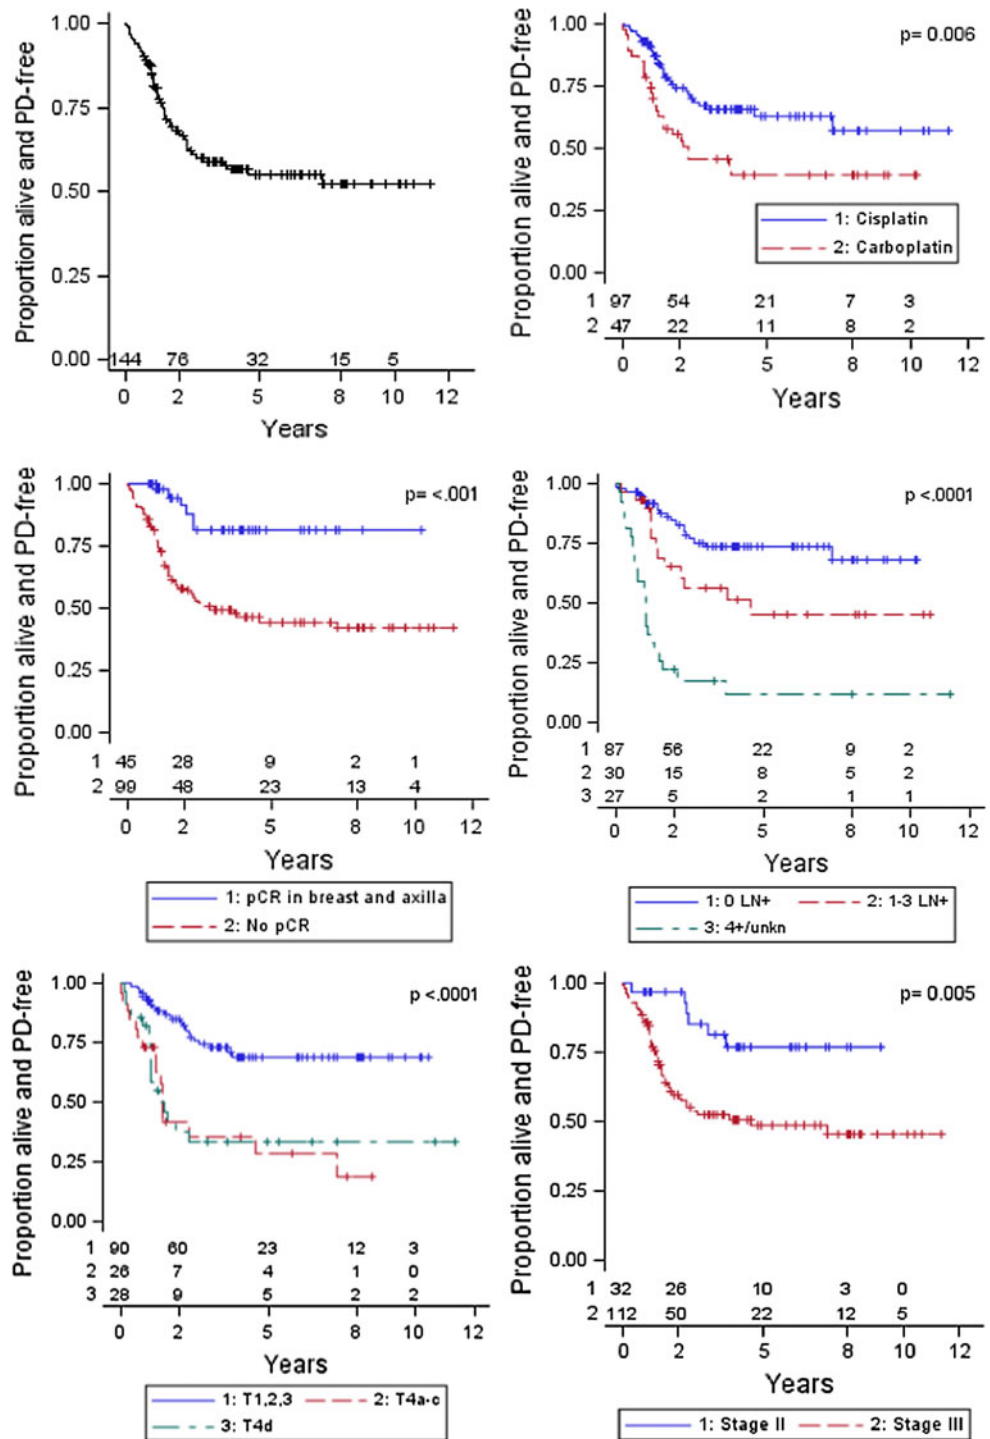 Proportion alive and PD-free
1.00
0.75
0.50
0.25
0.00
144 76 32 15 5
0 2 5 8 10 12
Years
Proportion alive and PD-free
1.00
0.75
0.50
0.25
0.00
p= 0.006
1: Cisplatin
2: Carboplatin
1 97 54 21 7 3
2 47 22 11 8 2
0 2 5 8 10 12
Years
Proportion alive and PD-free
1.00
0.75
0.50
0.25
0.00
p= <.001
1 45 28 9 2 1
2 99 48 23 13 4
0 2 5 8 10 12
Years
1: pCR in breast and axilla
2: No pCR
Proportion alive and PD-free
1.00
0.75
0.50
0.25
0.00
p <.0001
1 87 56 22 9 2
2 30 15 8 5 2
3 27 5 2 1 1
0 2 5 8 10 12
Years
1: 0 LN+ 2: 1-3 LN+
3: 4+/unkn
Proportion alive and PD-free
1.00
0.75
0.50
0.25
0.00
p <.0001
1 90 60 23 12 3
2 26 7 4 1 0
3 28 9 5 2 2
0 2 5 8 10 12
Years
1: T1,2,3 2: T4a-c
3: T4d
Proportion alive and PD-free
1.00
0.75
0.50
0.25
0.00
p= 0.005
1 32 26 10 3 0
2 112 50 22 12 5
0 2 5 8 10 12
Years
1: Stage II 2: Stage III